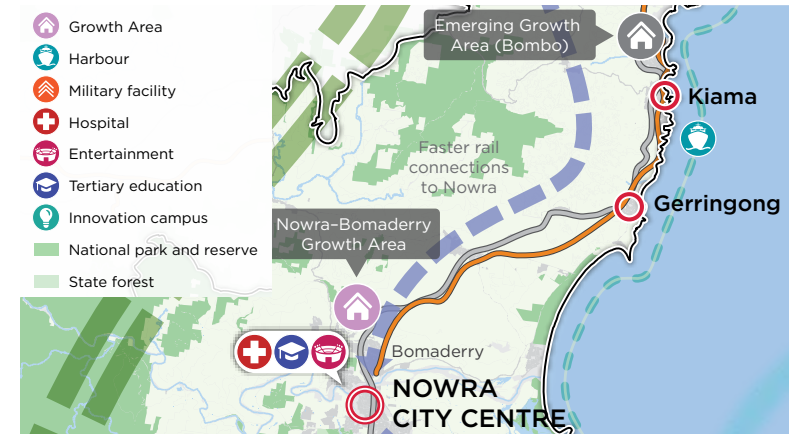 Growth Area
Harbour
Military facility
Hospital
Entertainment
Tertiary education
Innovation campus
National park and reserve
State forest
Emerging Growth
Area (Bombo)
Kiama
Faster rail
connections
to Nowra
Gerringong
Nowra–Bomaderry
Growth Area
Bomaderry
NOWRA
CITY CENTRE